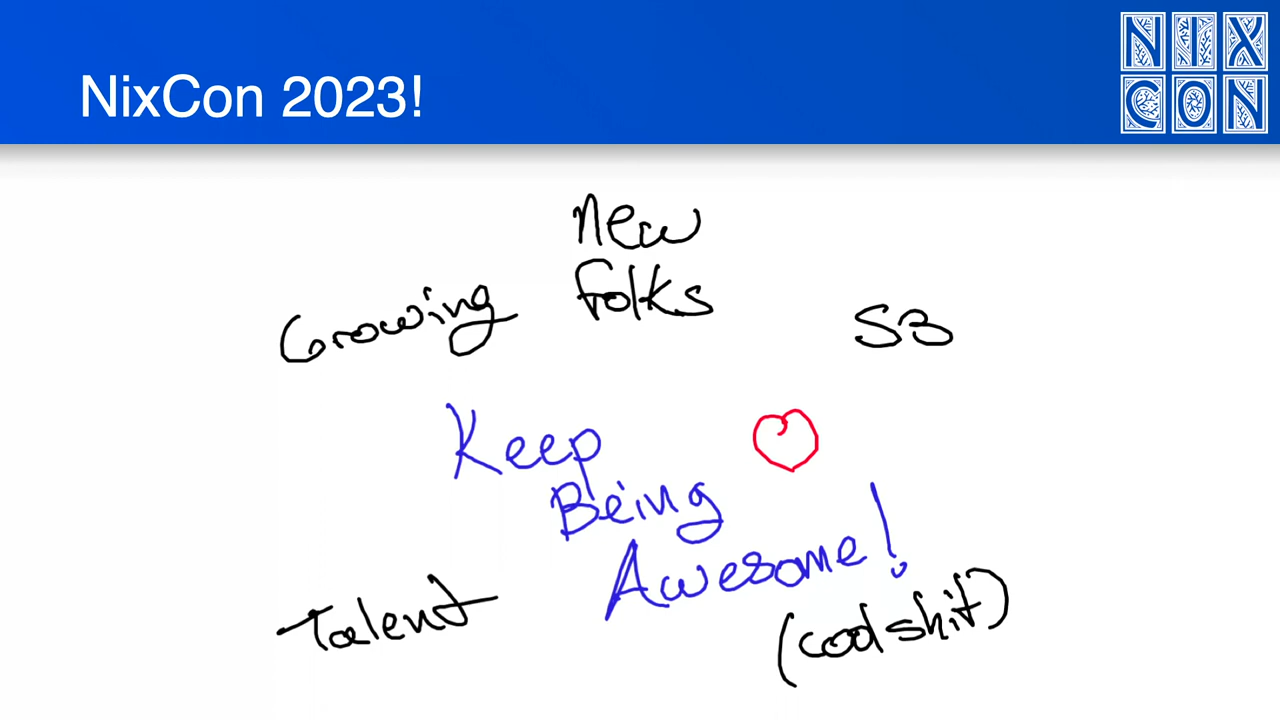 NixCon 2023!
NIX
CON
New
folks
Growing
S3
Keep
Being
Awesome!
Talent
(cool shit)